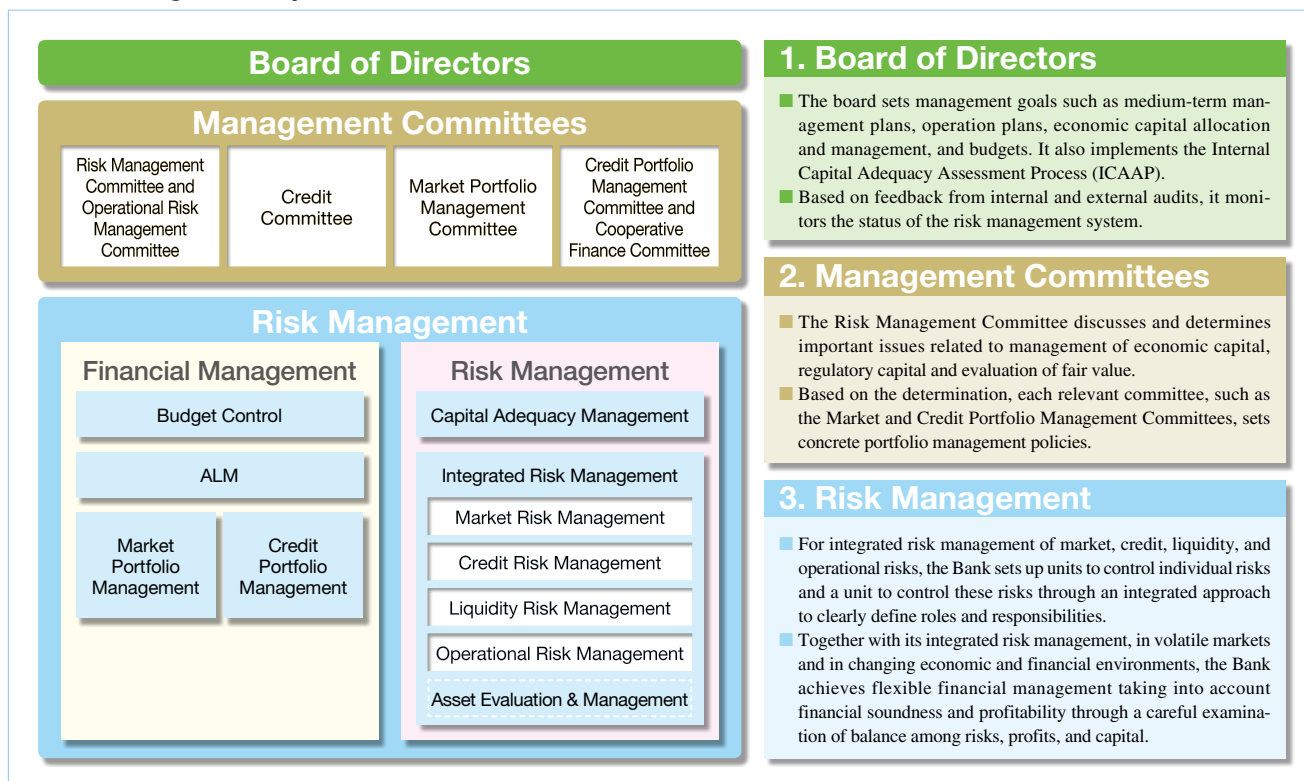 Board of Directors
Management Committees
Risk Management
Committee and
Operational Risk
Management
Committee
Credit
Committee
Market Portfolio
Management
Committee
Credit Portfolio
Management
Committee and
Cooperative
Finance Committee
Risk Management
Financial Management
Budget Control
ALM
Market
Portfolio
Management
Credit
Portfolio
Management
Risk Management
Capital Adequacy Management
Integrated Risk Management
Market Risk Management
Credit Risk Management
Liquidity Risk Management
Operational Risk Management
Asset Evaluation & Management
1. Board of Directors
■ The board sets management goals such as medium-term man-
agement plans, operation plans, economic capital allocation
and management, and budgets. It also implements the Internal
Capital Adequacy Assessment Process (ICAAP).
■ Based on feedback from internal and external audits, it moni-
tors the status of the risk management system.
2. Management Committees
■ The Risk Management Committee discusses and determines
important issues related to management of economic capital,
regulatory capital and evaluation of fair value.
■ Based on the determination, each relevant committee, such as
the Market and Credit Portfolio Management Committees, sets
concrete portfolio management policies.
3. Risk Management
■ For integrated risk management of market, credit, liquidity, and
operational risks, the Bank sets up units to control individual risks
and a unit to control these risks through an integrated approach
to clearly define roles and responsibilities.
■ Together with its integrated risk management, in volatile markets
and in changing economic and financial environments, the Bank
achieves flexible financial management taking into account
financial soundness and profitability through a careful examina-
tion of balance among risks, profits, and capital.